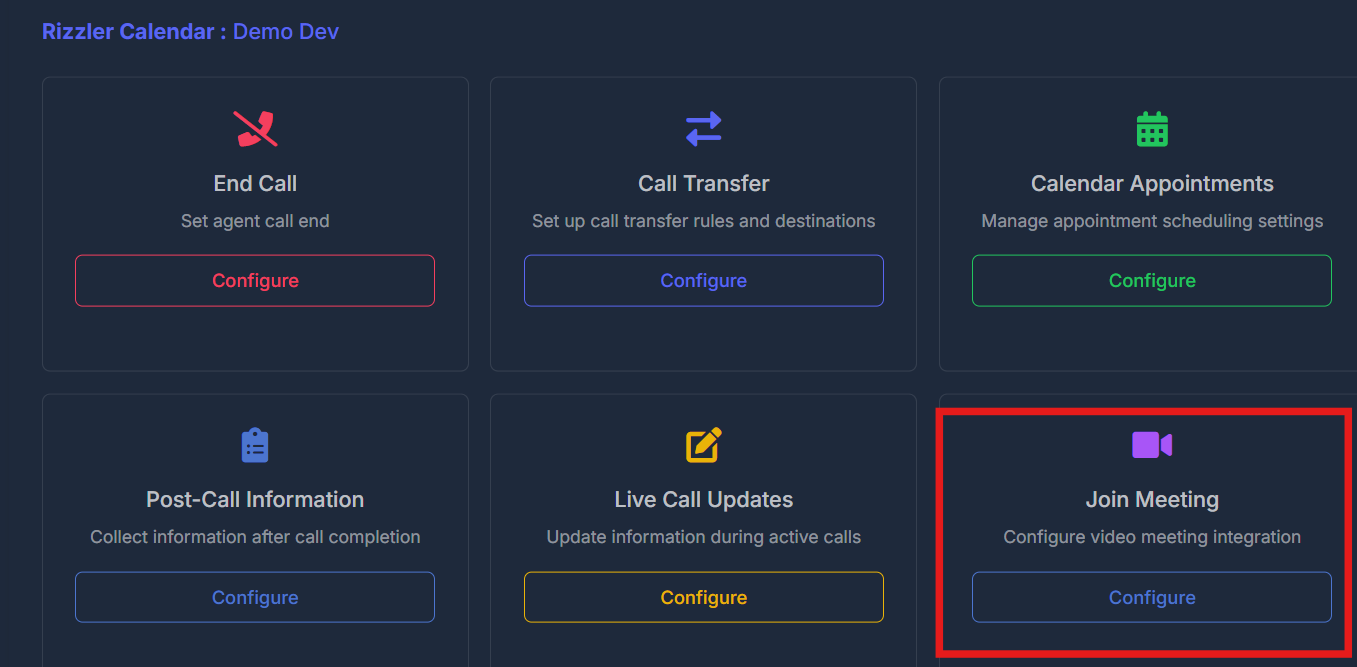 Rizzler Calendar : Demo Dev
End Call
Set agent call end
Configure
Call Transfer
Set up call transfer rules and destinations
Configure
Calendar Appointments
Manage appointment scheduling settings
Configure
Post-Call Information
Collect information after call completion
Configure
Live Call Updates
Update information during active calls
Configure
Join Meeting
Configure video meeting integration
Configure